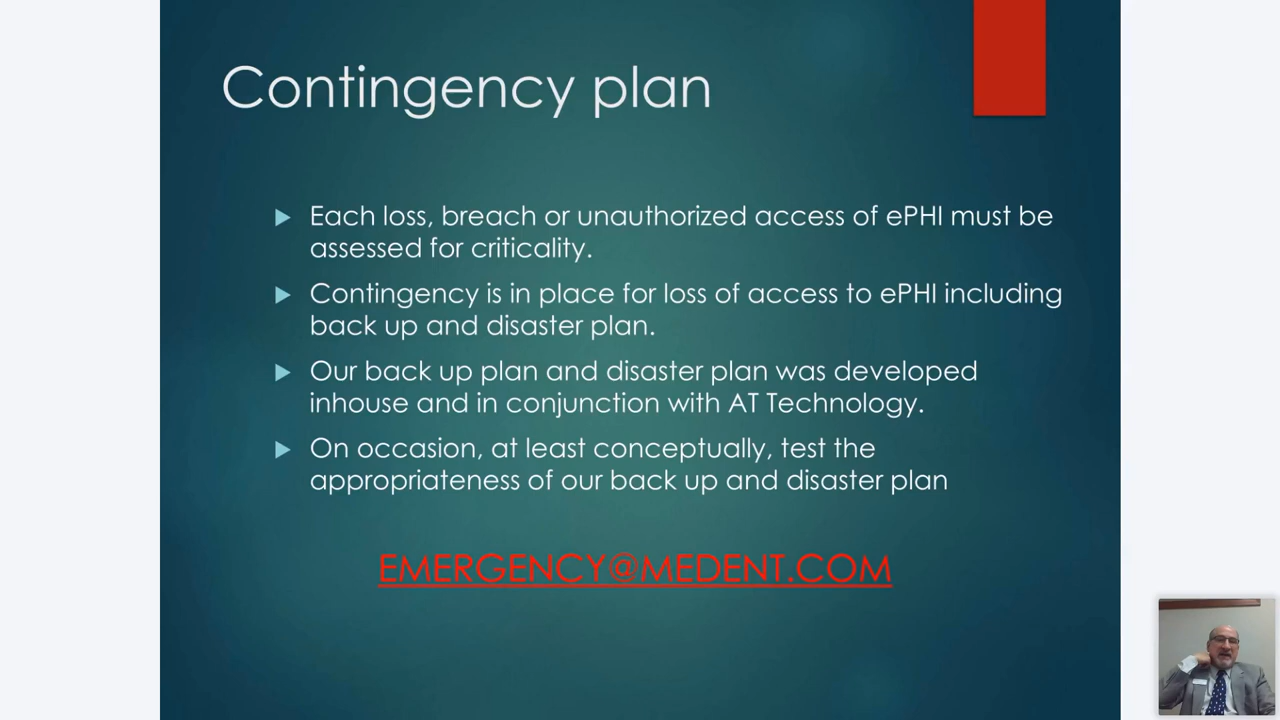 Contingency plan
Each loss, breach or unauthorized access of ePHI must be
assessed for criticality.
Contingency is in place for loss of access to ePHI including
back up and disaster plan.
Our back up plan and disaster plan was developed
inhouse and in conjunction with AT Technology.
On occasion, at least conceptually, test the
appropriateness of our back up and disaster plan
EMERGENCY@MEDENT.COM